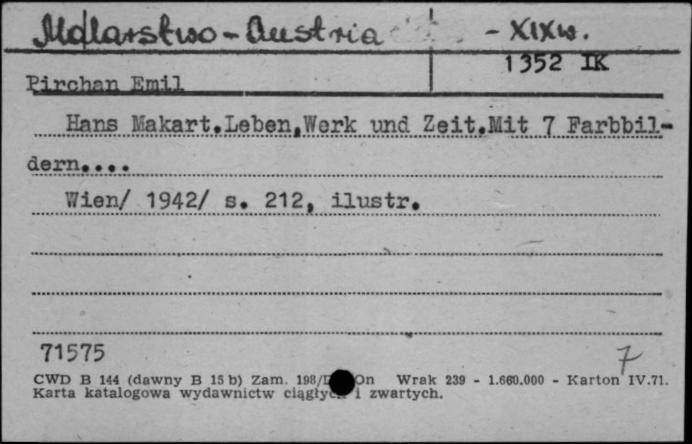 Malarstwo - Austria - XIXw.
1352 IK
Pirchan Emil
Hans Makart.Leben,Werk und Zeit.Mit 7 Farbbil-
dern....
Wien/ 1942/ s. 212, ilustr.
71575 7
CWD B 144 (dawny B 15 b) Zam. 198/ On Wrak 239 - 1.660.000 - Karton IV.71.
Karta katalogowa wydawnictw ciągłych i zwartych.